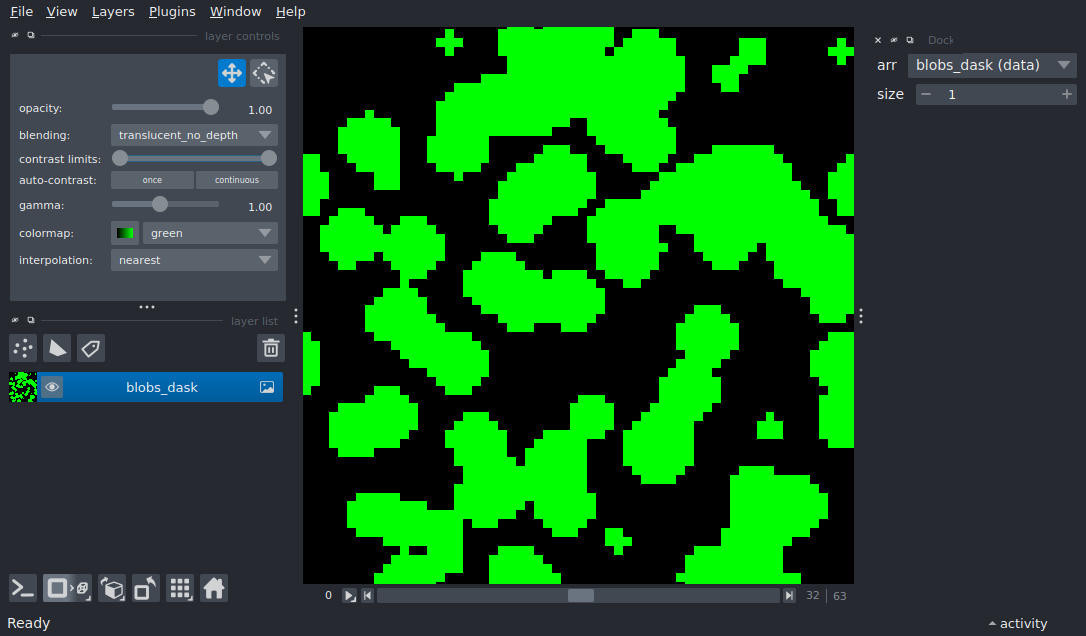 File View Layers Plugins Window Help
layer controls
opacity: 1.00
blending: translucent_no_depth
contrast limits:
auto-contrast: once continuous
gamma: 1.00
colormap: green
interpolation: nearest
layer list
blobs_dask
Dock
arr blobs_dask (data)
size 1
0 32 63
Ready activity